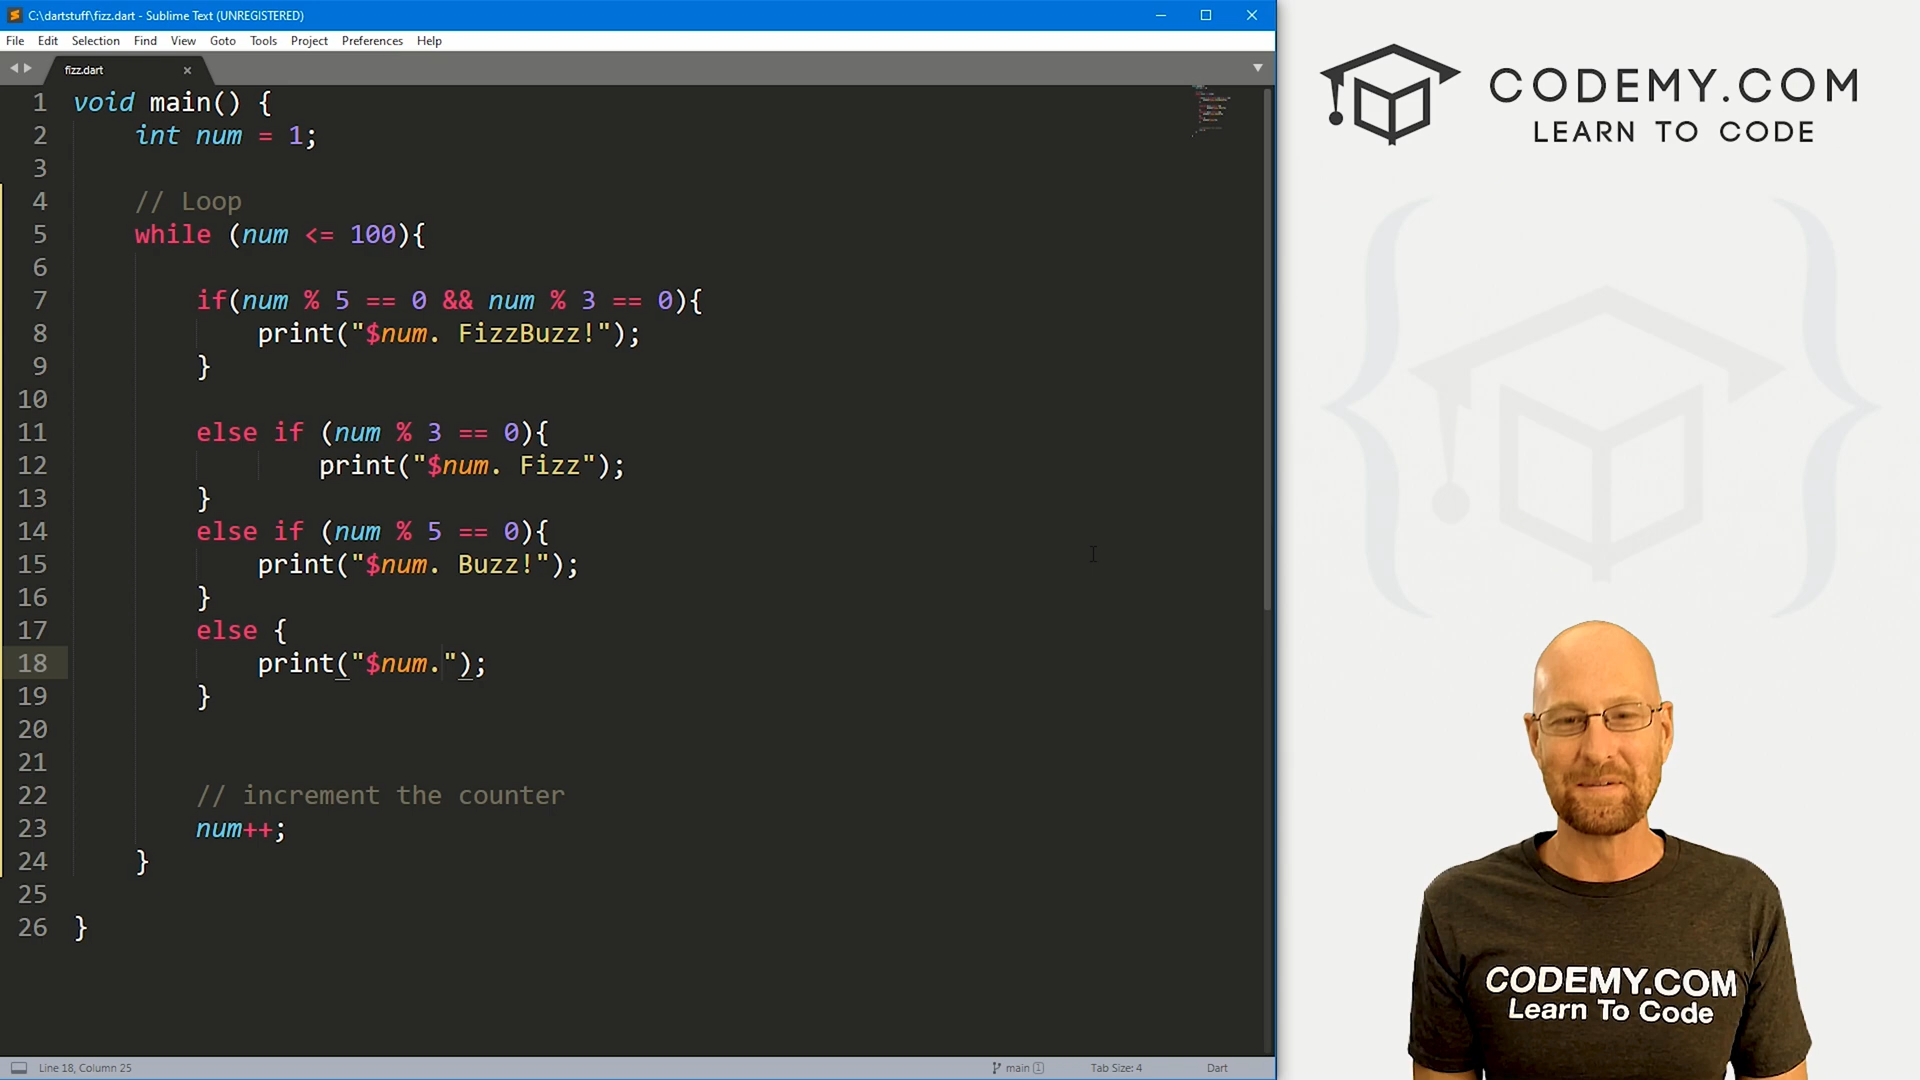 C:\dartstuff\fizz.dart - Sublime Text (UNREGISTERED)
File Edit Selection Find View Goto Tools Project Preferences Help
fizz.dart
1 void main() {
2 int num = 1;
3
4 // Loop
5 while (num <= 100){
6
7 if(num % 5 == 0 && num % 3 == 0){
8 print("$num. FizzBuzz!");
9 }
10
11 else if (num % 3 == 0){
12 print("$num. Fizz");
13 }
14 else if (num % 5 == 0){
15 print("$num. Buzz!");
16 }
17 else {
18 print("$num.");
19 }
20
21
22 // increment the counter
23 num++;
24 }
25
26 }
Line 18, Column 25
main 1
Tab Size: 4
Dart
CODEMY.COM
LEARN TO CODE
CODEMY.COM
Learn To Code